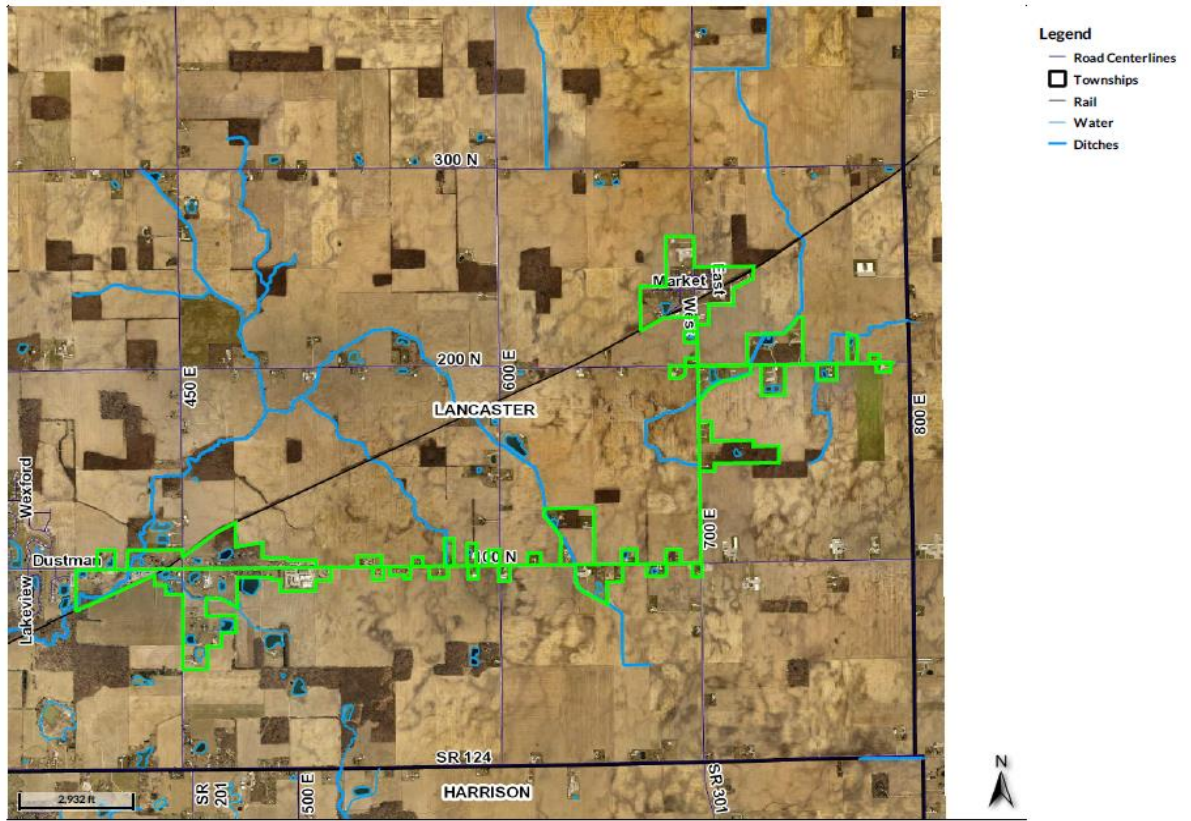 Legend
Road Centerlines
Townships
Rail
Water
Ditches
300 N
Market
East
West
200 N
600 E
450 E
LANCASTER
800 E
Wexford
700 E
Dustman
100 N
Lakeview
SR 124
SR 201
500 E
HARRISON
SR 301
2,932 ft
N